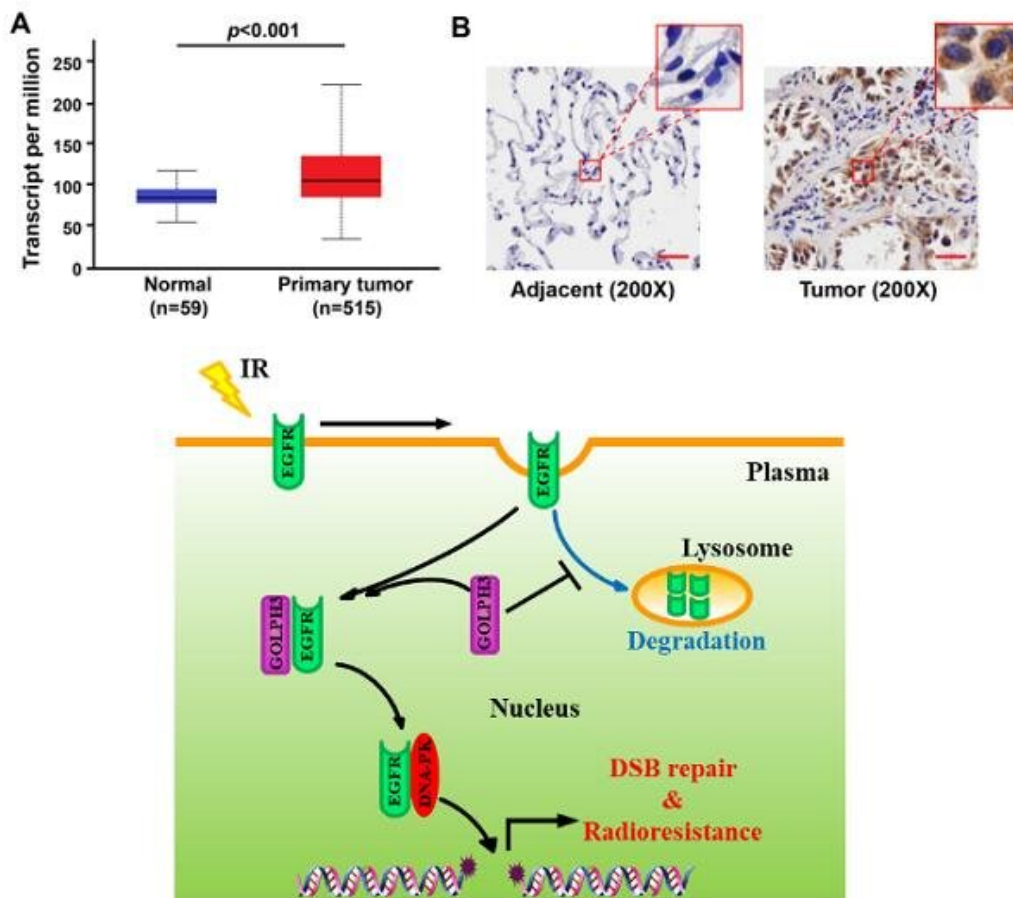 A
p<0.001
Transcript per million
250
200
150
100
50
0
Normal
(n=59)
Primary tumor
(n=515)
B
Adjacent (200X)
Tumor (200X)
IR
EGFR
EGFR
Plasma
Lysosome
GOLPH3
EGFR
GOLPH3
Degradation
Nucleus
EGFR
DNA-PK
DSB repair
&
Radioresistance